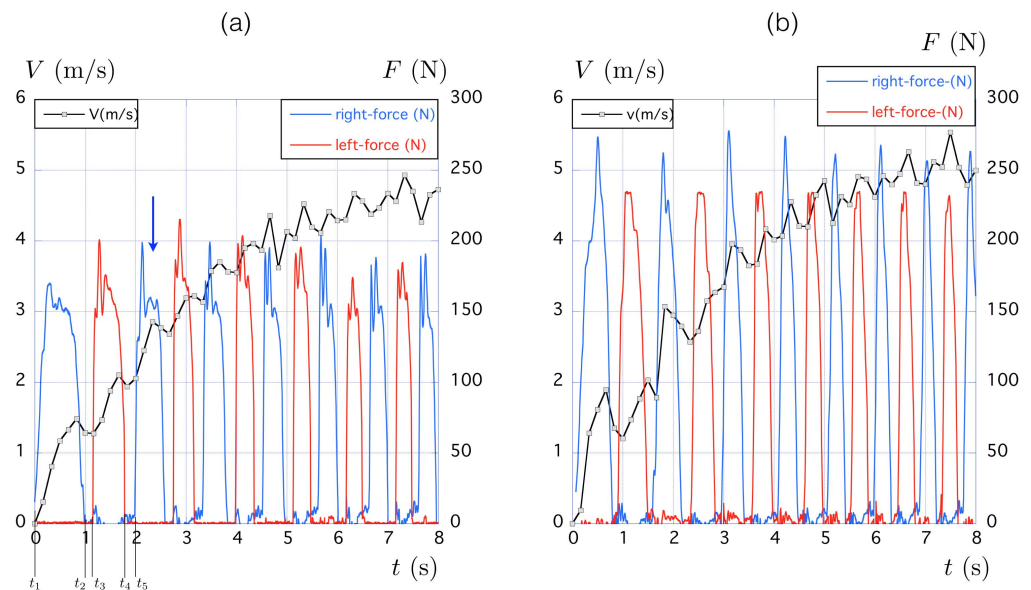 (a)
V (m/s)
F (N)
6
300
V(m/s)
right-force (N)
left-force (N)
5
250
4
200
3
150
2
100
1
50
0
0
0 1 2 3 4 5 6 7 8
t (s)
t1 t2 t3 t4 t5
(b)
V (m/s)
F (N)
6
300
v(m/s)
right-force-(N)
left-force-(N)
5
250
4
200
3
150
2
100
1
50
0
0
0 1 2 3 4 5 6 7 8
t (s)